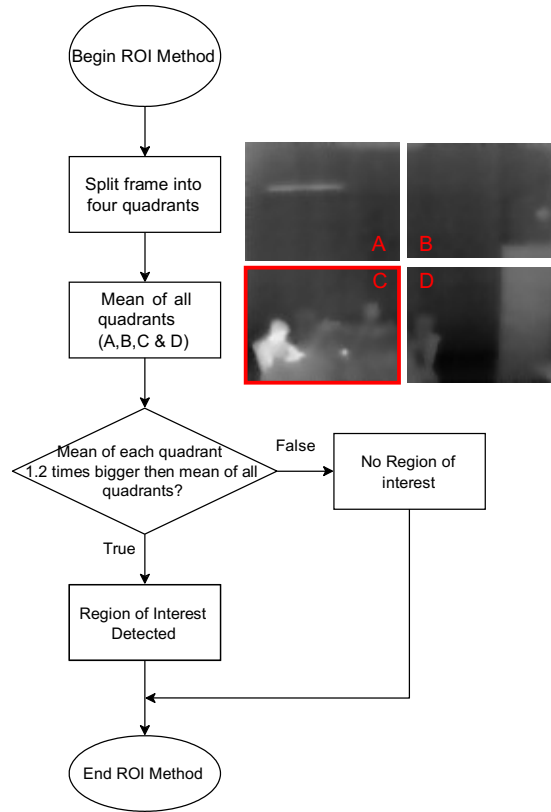 Begin ROI Method
Split frame into
four quadrants
A
B
C
D
Mean of all
quadrants
(A,B,C & D)
Mean of each quadrant
1.2 times bigger then mean of all
quadrants?
False
No Region of
interest
True
Region of Interest
Detected
End ROI Method